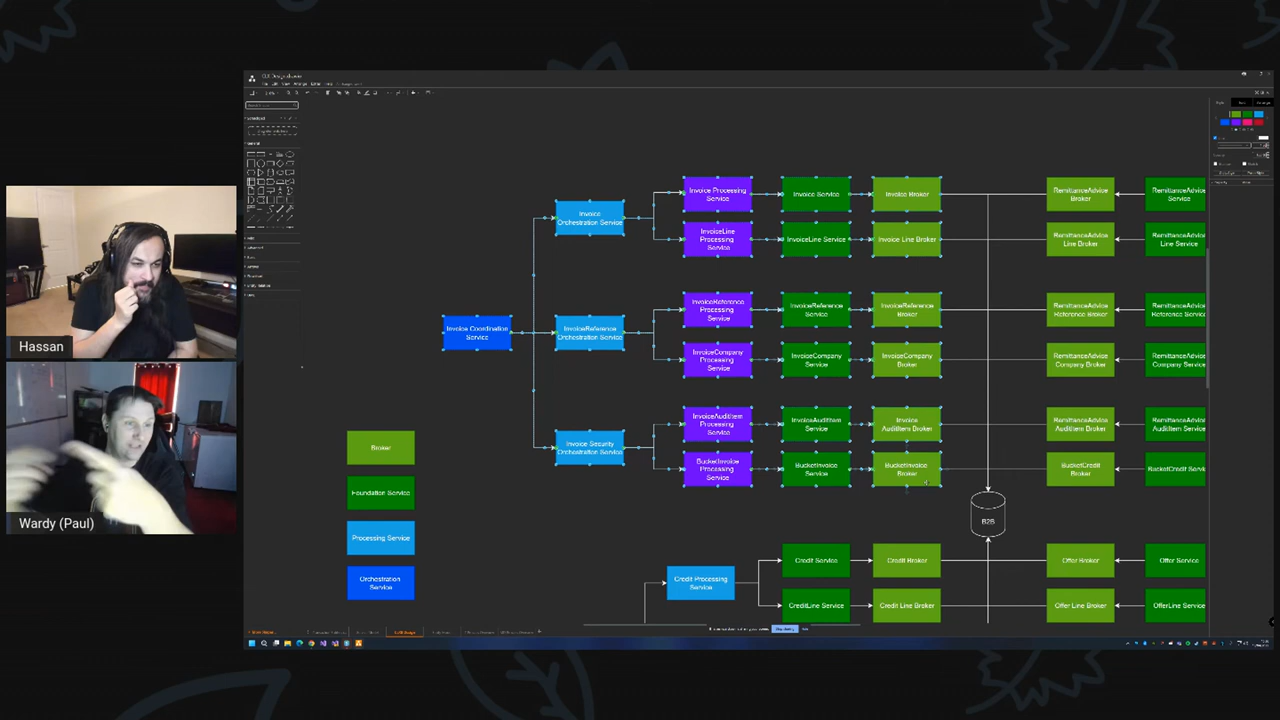 Hassan
Wardy (Paul)
Invoice Coordination
Service
Invoice
Orchestration Service
InvoiceReference
Orchestration Service
Invoice Security
Orchestration Service
Invoice Processing
Service
InvoiceLine
Processing
Service
InvoiceReference
Processing
Service
InvoiceCompany
Processing
Service
InvoiceAuditItem
Processing
Service
BucketInvoice
Processing
Service
Invoice Service
InvoiceLine Service
InvoiceReference
Service
InvoiceCompany
Service
InvoiceAuditItem
Service
BucketInvoice
Service
Invoice Broker
Invoice Line Broker
InvoiceReference
Broker
InvoiceCompany
Broker
Invoice
AuditItem Broker
BucketInvoice
Broker
RemittanceAdvice
Broker
RemittanceAdvice
Line Broker
RemittanceAdvice
Reference Broker
RemittanceAdvice
Company Broker
RemittanceAdvice
AuditItem Broker
BucketCredit
Broker
RemittanceAdvice
Service
RemittanceAdvice
Line Service
RemittanceAdvice
Reference Service
RemittanceAdvice
Company Service
RemittanceAdvice
AuditItem Service
BucketCredit Servic
B2B
Broker
Foundation Service
Processing Service
Orchestration
Service
Credit Processing
Service
Credit Service
CreditLine Service
Credit Broker
Credit Line Broker
Offer Broker
Offer Line Broker
Offer Service
OfferLine Service